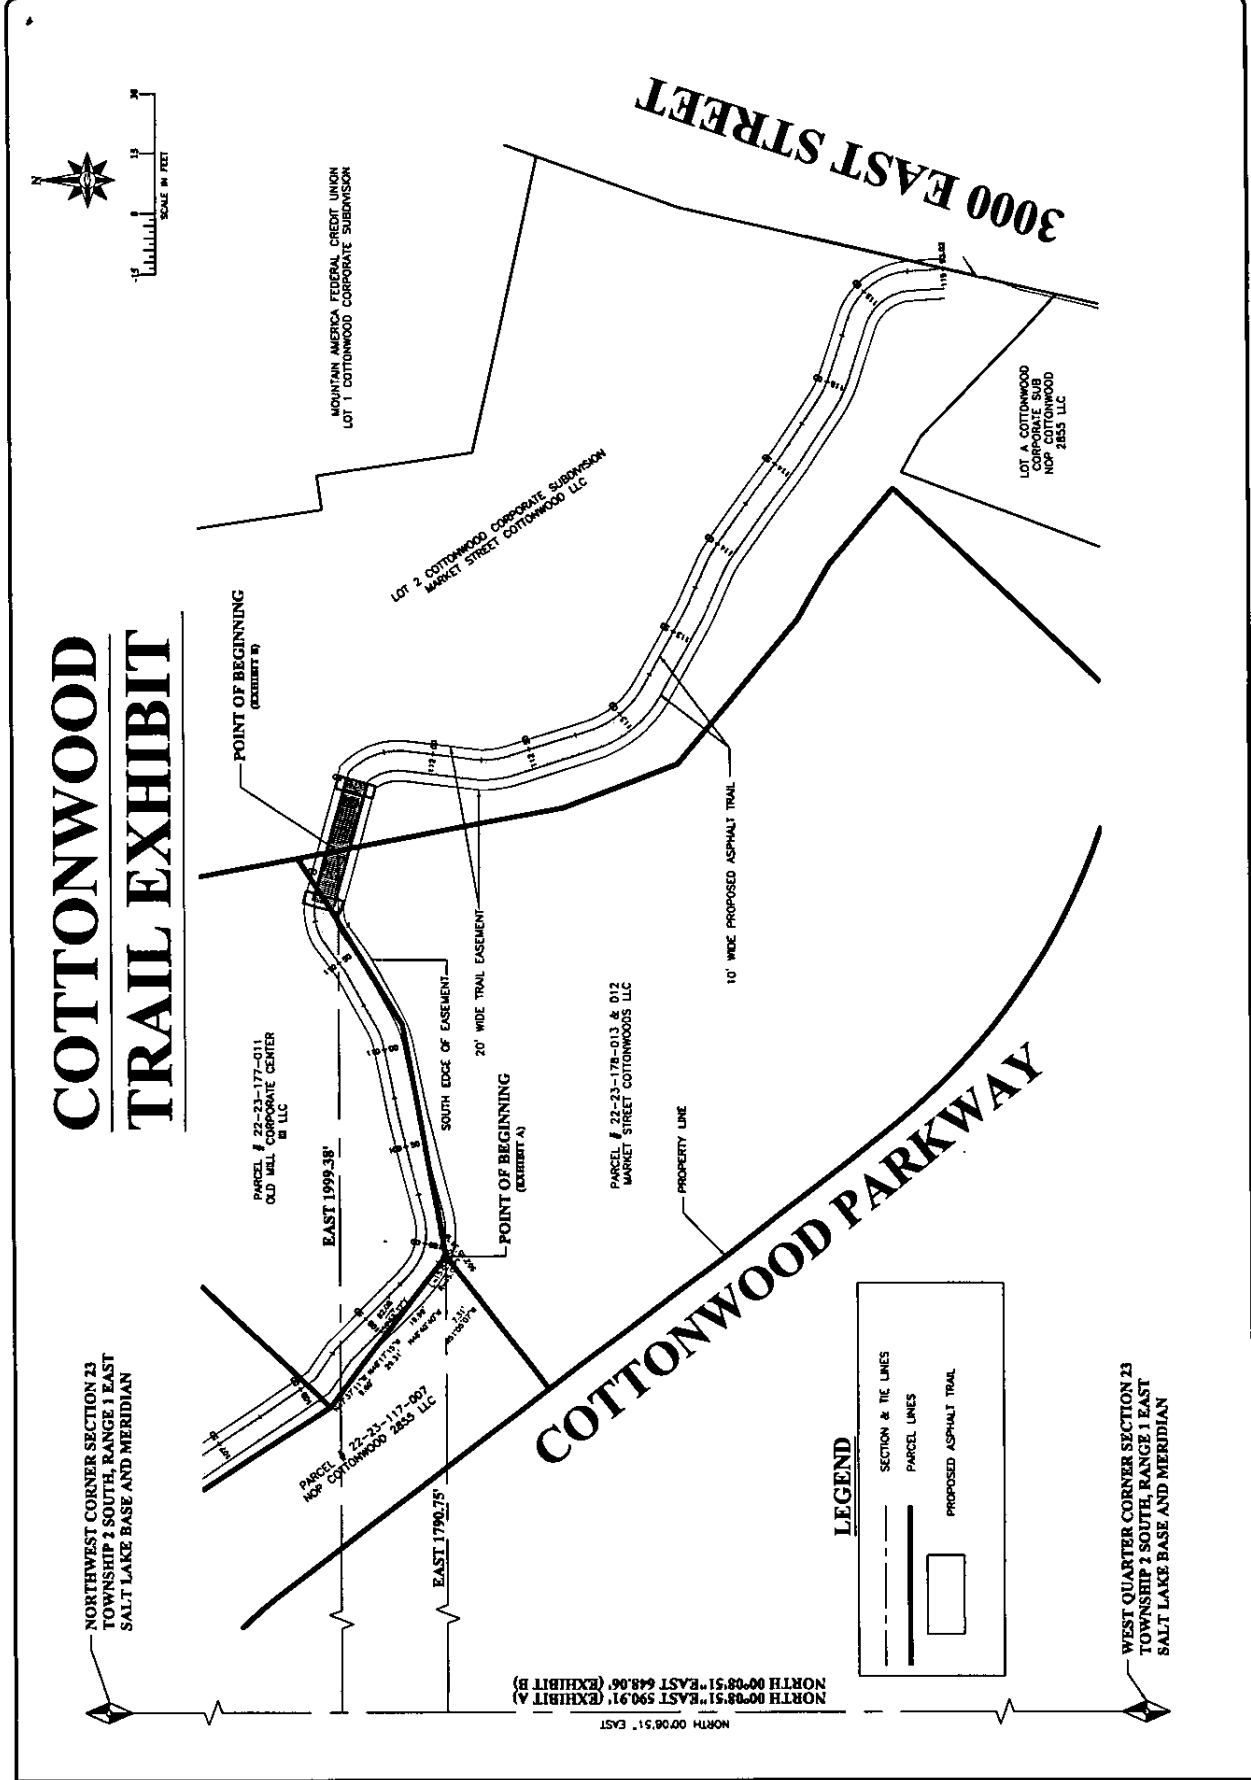 COTTONWOOD
TRAIL EXHIBIT
N
-15 0 15 30
SCALE IN FEET
NORTHWEST CORNER SECTION 23
TOWNSHIP 2 SOUTH, RANGE 1 EAST
SALT LAKE BASE AND MERIDIAN
PARCEL # 22-23-177-011
OLD MILL CORPORATE CENTER
III LLC
EAST 1999.38'
POINT OF BEGINNING
(EXHIBIT B)
MOUNTAIN AMERICA FEDERAL CREDIT UNION
LOT 1 COTTONWOOD CORPORATE SUBDIVISION
LOT 2 COTTONWOOD CORPORATE SUBDIVISION
MARKET STREET COTTONWOOD LLC
3000 EAST STREET
PARCEL # 22-23-117-007
NOP COTTONWOOD 2855 LLC
EAST 1790.75'
SOUTH EDGE OF EASEMENT
20' WIDE TRAIL EASEMENT
POINT OF BEGINNING
(EXHIBIT A)
PARCEL # 22-23-178-013 & 012
MARKET STREET COTTONWOODS LLC
PROPERTY LINE
10' WIDE PROPOSED ASPHALT TRAIL
COTTONWOOD PARKWAY
LOT A COTTONWOOD
CORPORATE SUB
NOP COTTONWOOD
2855 LLC
NORTH 00°08'51" EAST 590.91' (EXHIBIT A)
NORTH 00°08'51" EAST 648.06' (EXHIBIT B)
NORTH 00°08'51" EAST
LEGEND
SECTION & TIE LINES
PARCEL LINES
PROPOSED ASPHALT TRAIL
WEST QUARTER CORNER SECTION 23
TOWNSHIP 2 SOUTH, RANGE 1 EAST
SALT LAKE BASE AND MERIDIAN